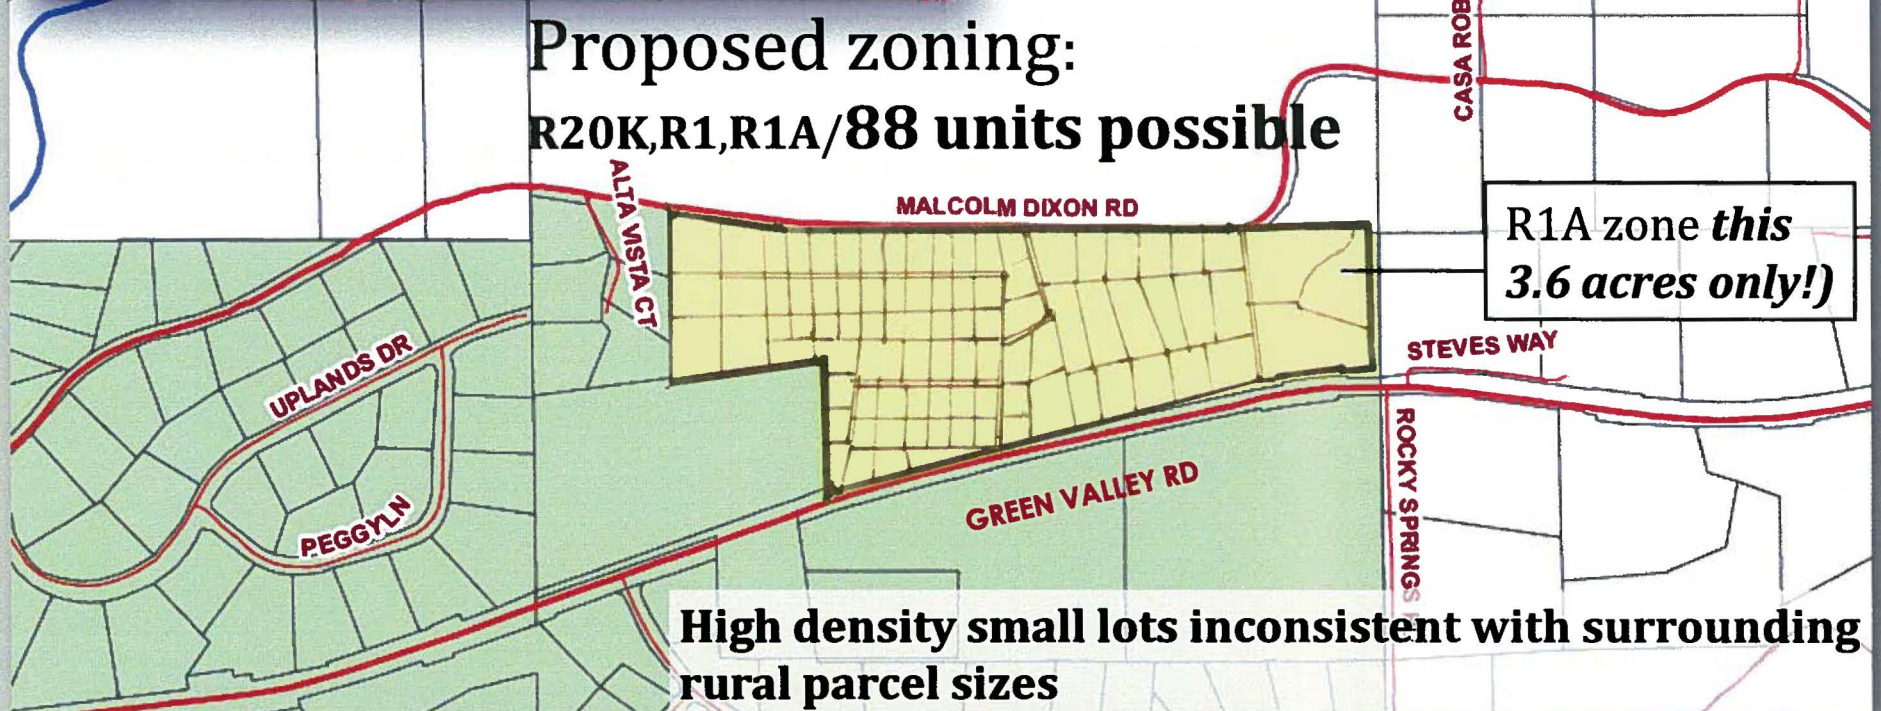 Proposed zoning:
R20K,R1,R1A/88 units possible
CASA ROB
ALTA VISTA CT
MALCOLM DIXON RD
R1A zone this
3.6 acres only!)
UPLANDS DR
STEVES WAY
PEGGY LN
GREEN VALLEY RD
ROCKY SPRINGS
High density small lots inconsistent with surrounding
rural parcel sizes